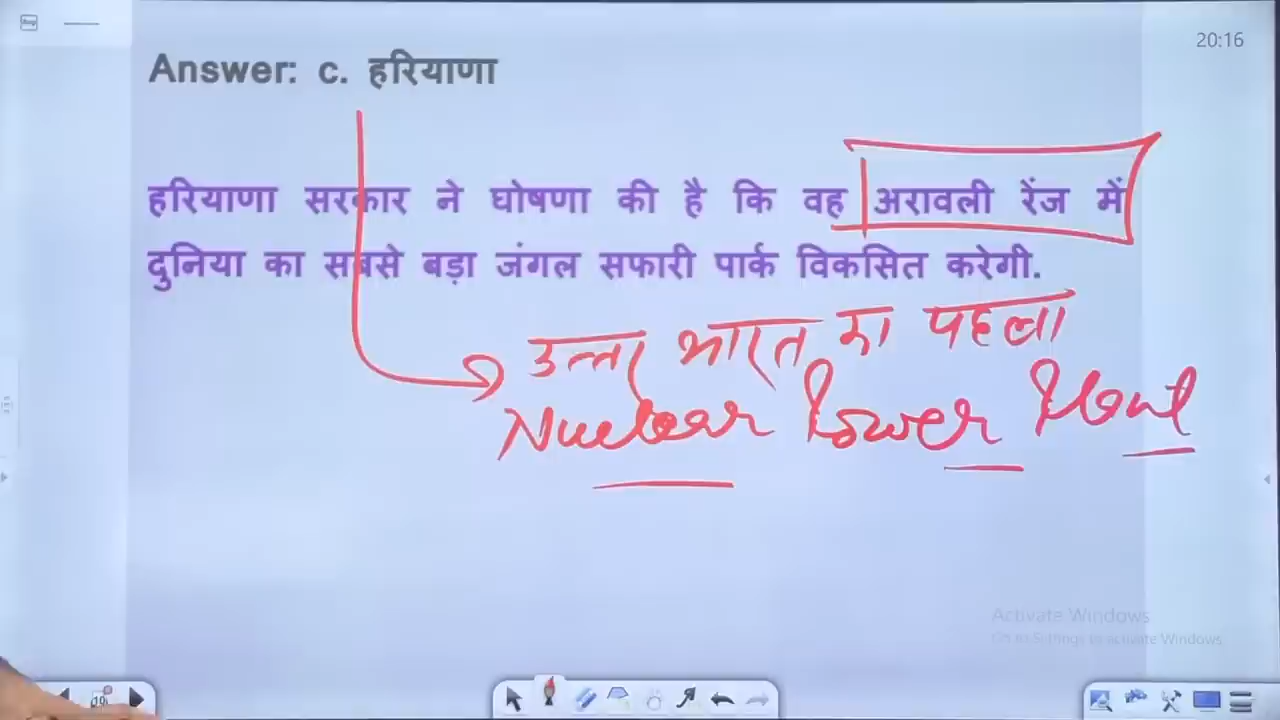 20:16
Answer: c. हरियाणा
हरियाणा सरकार ने घोषणा की है कि वह अरावली रेंज में
दुनिया का सबसे बड़ा जंगल सफारी पार्क विकसित करेगी.
उत्तर भारत का पहला
Nuclear Power Plant
Activate Windows
Go to Settings to activate Windows.
19